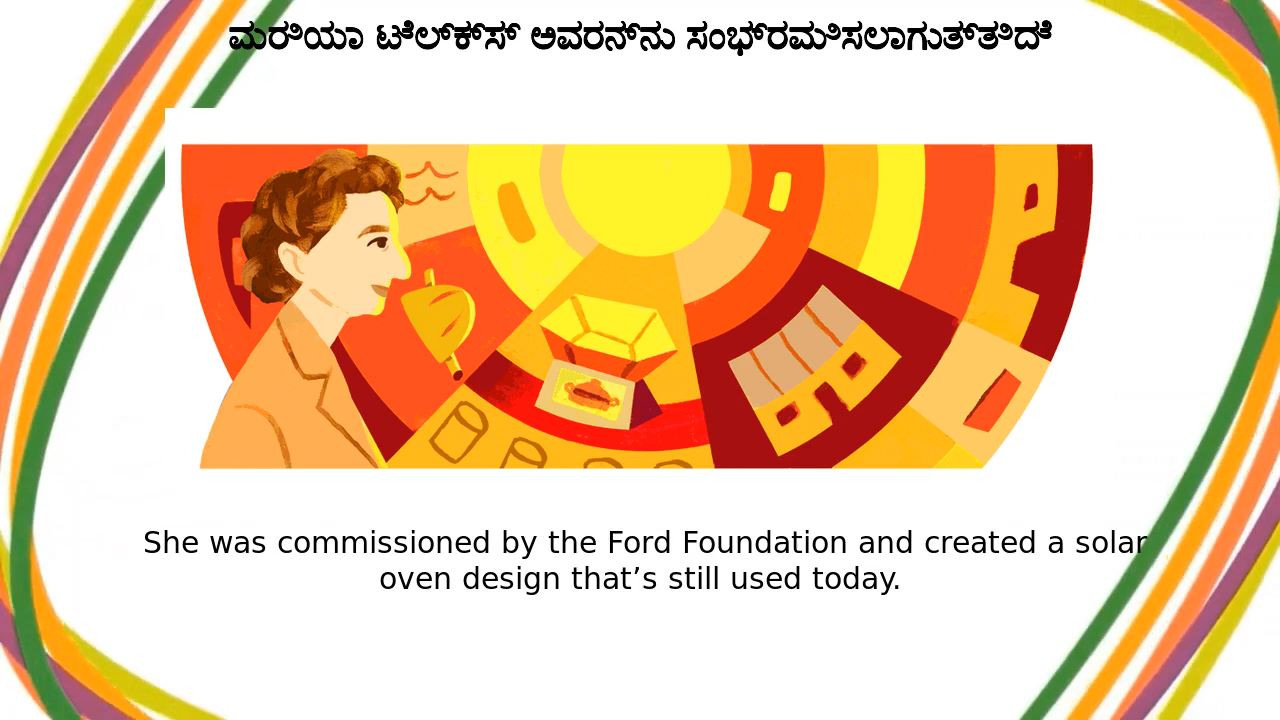 ಮರಿಯಾ ಟೆಲ್ಕ್ಸ್ ಅವರನ್ನು ಸಂಭ್ರಮಿಸಲಾಗುತ್ತಿದೆ
She was commissioned by the Ford Foundation and created a solar
oven design that’s still used today.